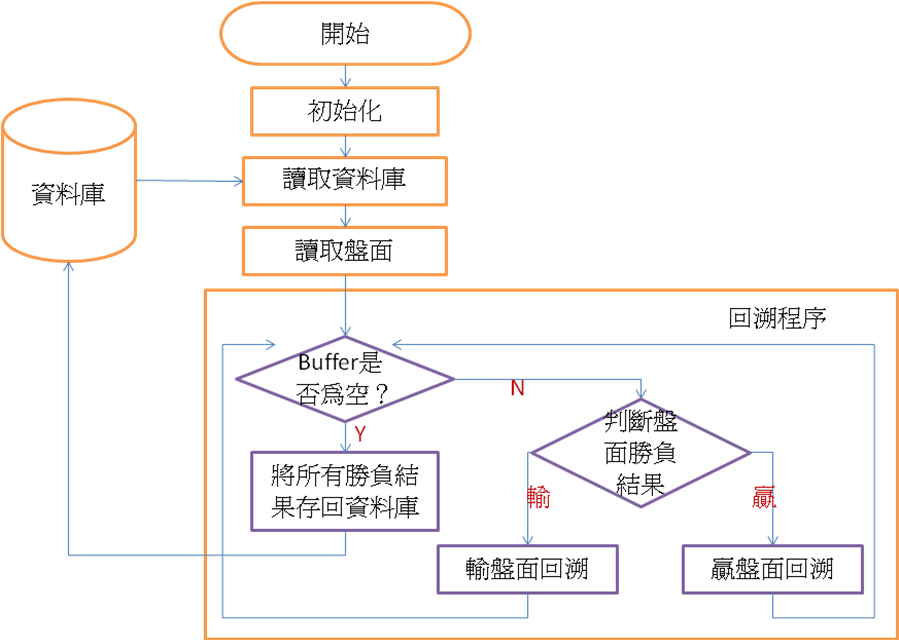 開始
初始化
讀取資料庫
資料庫
讀取盤面
回溯程序
Buffer是
否為空？
N
Y
判斷盤
面勝負
結果
將所有勝負結
果存回資料庫
輸
贏
輸盤面回溯
贏盤面回溯